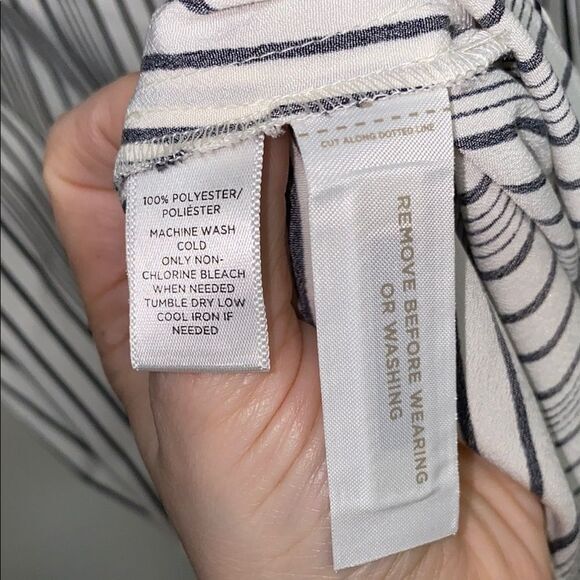 100% POLYESTER/
POLIÉSTER
MACHINE WASH
COLD
ONLY NON-
CHLORINE BLEACH
WHEN NEEDED
TUMBLE DRY LOW
COOL IRON IF
NEEDED
CUT ALONG DOTTED LINE
REMOVE BEFORE WEARING
OR WASHING